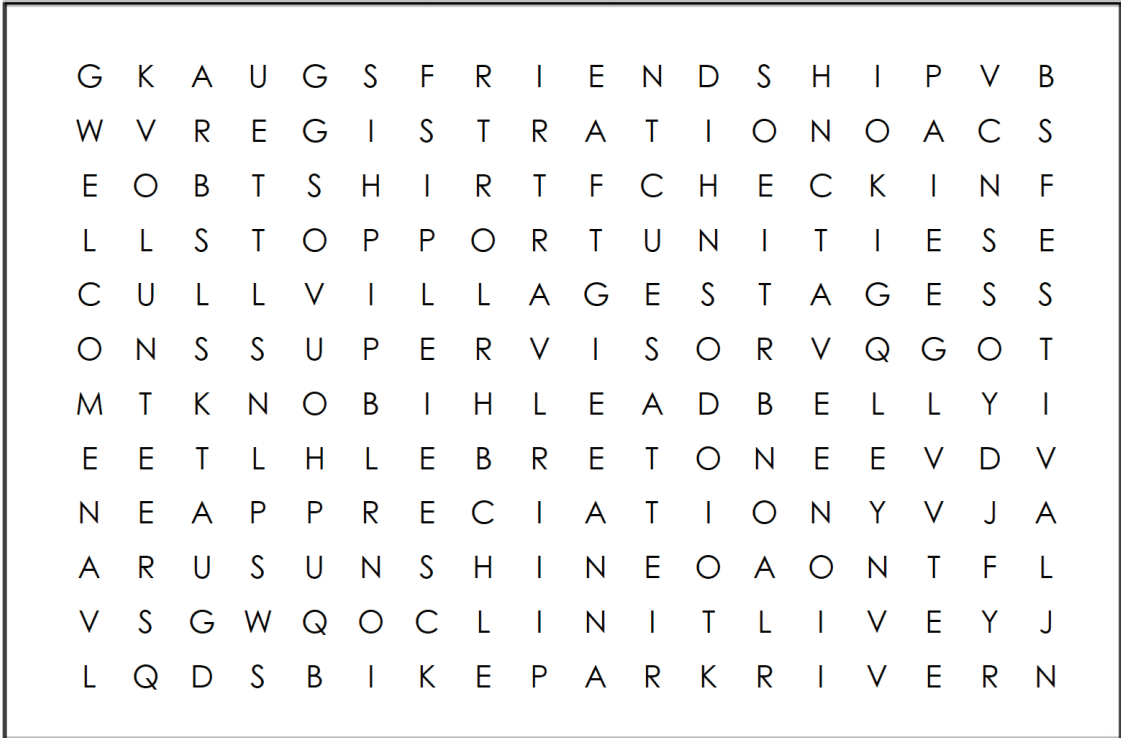 G K A U G S F R I E N D S H I P V B
W V R E G I S T R A T I O N O A C S
E O B T S H I R T F C H E C K I N F
L L S T O P P O R T U N I T I E S E
C U L L V I L L A G E S T A G E S S
O N S S U P E R V I S O R V Q G O T
M T K N O B I H L E A D B E L L Y I
E E T L H L E B R E T O N E E V D V
N E A P P R E C I A T I O N Y V J A
A R U S U N S H I N E O A O N T F L
V S G W Q O C L I N I T L I V E Y J
L Q D S B I K E P A R K R I V E R N